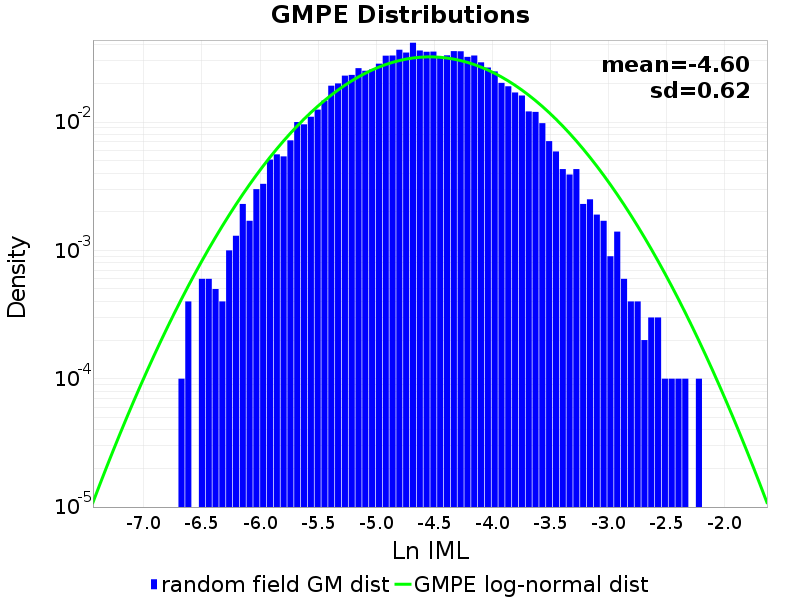 GMPE Distributions
mean=-4.60
sd=0.62
Density
10-2
10-3
10-4
10-5
-7.0 -6.5 -6.0 -5.5 -5.0 -4.5 -4.0 -3.5 -3.0 -2.5 -2.0
Ln IML
random field GM dist GMPE log-normal dist